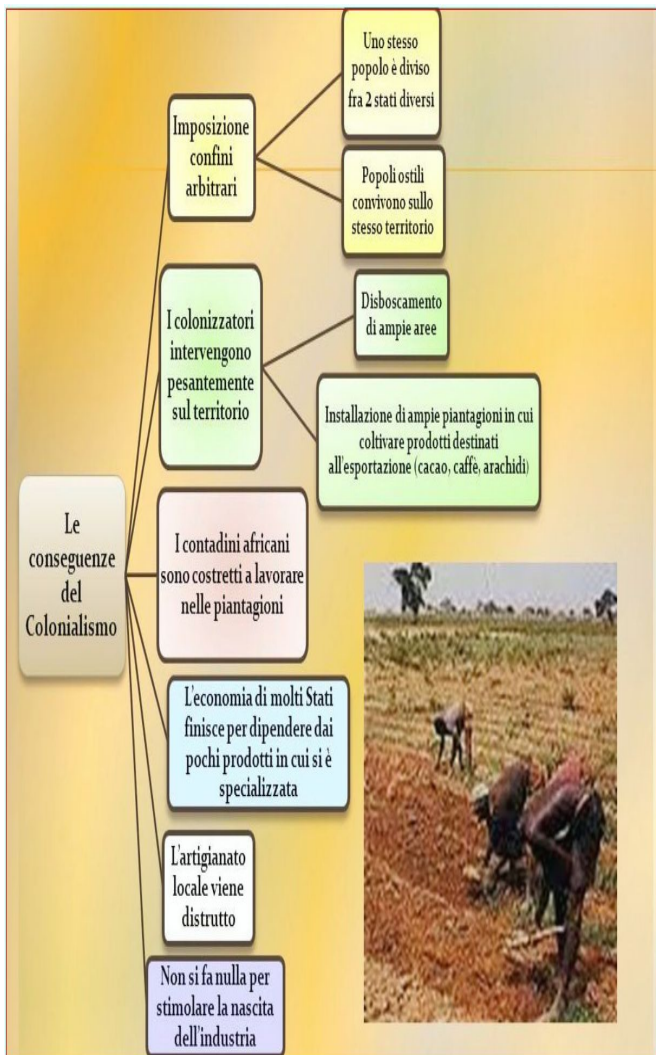 Le
conseguenze
del
Colonialismo
Imposizione
confini
arbitrari
Uno stesso
popolo è diviso
fra 2 stati diversi
Popoli ostili
convivono sullo
stesso territorio
I colonizzatori
intervengono
pesantemente
sul territorio
Disboscamento
di ampie aree
Installazione di ampie piantagioni in cui
coltivare prodotti destinati
all'esportazione (cacao, caffè, arachidi)
I contadini africani
sono costretti a lavorare
nelle piantagioni
L'economia di molti Stati
finisce per dipendere dai
pochi prodotti in cui si è
specializzata
L'artigianato
locale viene
distrutto
Non si fa nulla per
stimolare la nascita
dell'industria